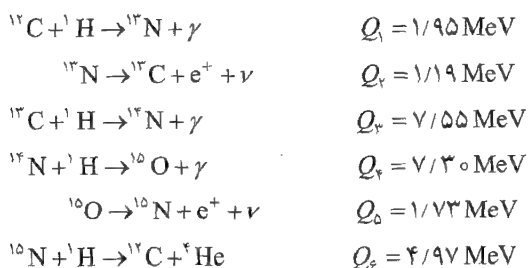 ¹²C+¹H→¹³N+γ Q₁=۱/۹۵ MeV
¹³N→¹³C+e⁺+ν Q₂=۱/۱۹ MeV
¹³C+¹H→¹⁴N+γ Q₃=۷/۵۵ MeV
¹⁴N+¹H→¹⁵O+γ Q₄=۷/۳۰ MeV
¹⁵O→¹⁵N+e⁺+ν Q₅=۱/۷۳ MeV
¹⁵N+¹H→¹²C+⁴He Q₆=۴/۹۷ MeV